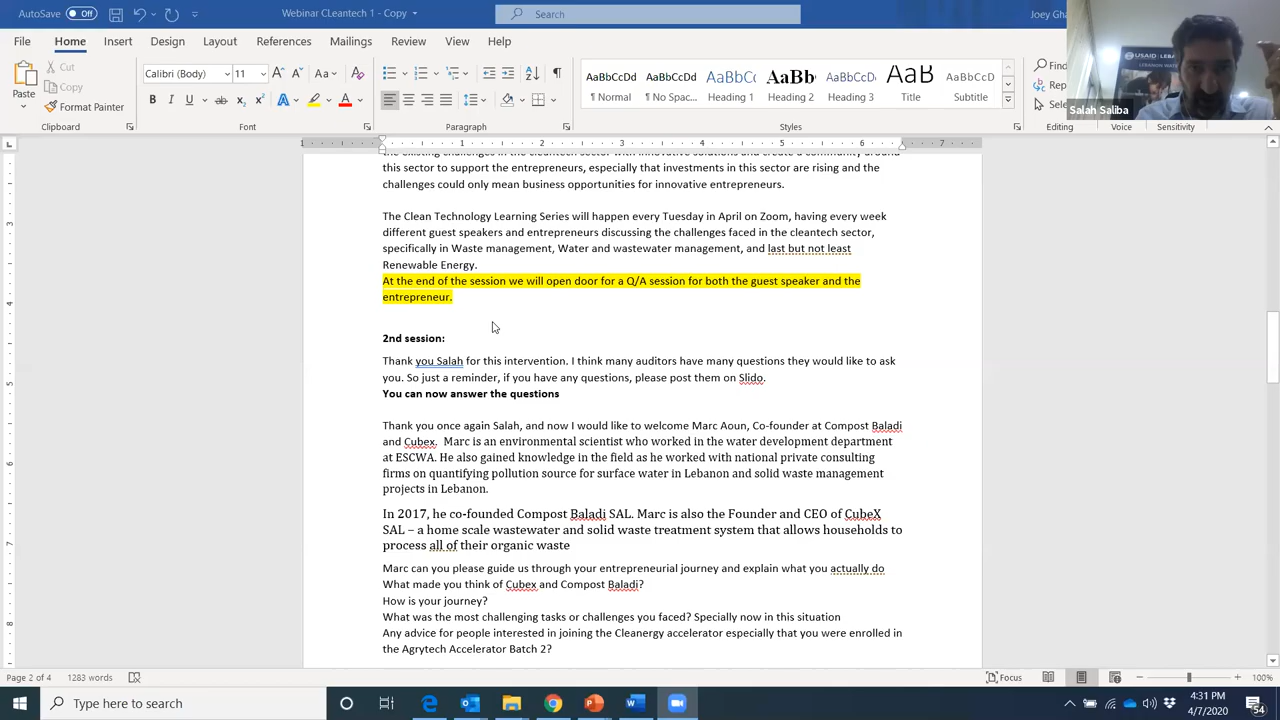 AutoSave
Off
Webinar Cl
Search
Joey Gha
File Home Insert Design Layout References Mailings Review View Help
Paste
Cut
Copy
Format Painter
Clipboard
Calibri (Body) 11
Font
Paragraph
AaBbCcDd AaBbCcDd AaBbCc AaBb AaBbCcD AaB AaBbCcD
¶ Normal ¶ No Spac... Heading 1 Heading 2 Heading 3 Title Subtitle
Styles
Find
Rep
Sele
Editing Voice Sensitivity
USAID LEBA
Salah Saliba
this sector to support the entrepreneurs, especially that investments in this sector are rising and the
challenges could only mean business opportunities for innovative entrepreneurs.
The Clean Technology Learning Series will happen every Tuesday in April on Zoom, having every week
different guest speakers and entrepreneurs discussing the challenges faced in the cleantech sector,
specifically in Waste management, Water and wastewater management, and last but not least
Renewable Energy.
At the end of the session we will open door for a Q/A session for both the guest speaker and the
entrepreneur.
2nd session:
Thank you Salah for this intervention. I think many auditors have many questions they would like to ask
you. So just a reminder, if you have any questions, please post them on Slido.
You can now answer the questions
Thank you once again Salah, and now I would like to welcome Marc Aoun, Co-founder at Compost Baladi
and Cubex. Marc is an environmental scientist who worked in the water development department
at ESCWA. He also gained knowledge in the field as he worked with national private consulting
firms on quantifying pollution source for surface water in Lebanon and solid waste management
projects in Lebanon.
In 2017, he co-founded Compost Baladi SAL. Marc is also the Founder and CEO of CubeX
SAL – a home scale wastewater and solid waste treatment system that allows households to
process all of their organic waste
Marc can you please guide us through your entrepreneurial journey and explain what you actually do
What made you think of Cubex and Compost Baladi?
How is your journey?
What was the most challenging tasks or challenges you faced? Specially now in this situation
Any advice for people interested in joining the Cleanergy accelerator especially that you were enrolled in
the Agrytech Accelerator Batch 2?
Page 2 of 4 1283 words
Focus
100%
Type here to search
4:31 PM
4/7/2020
54